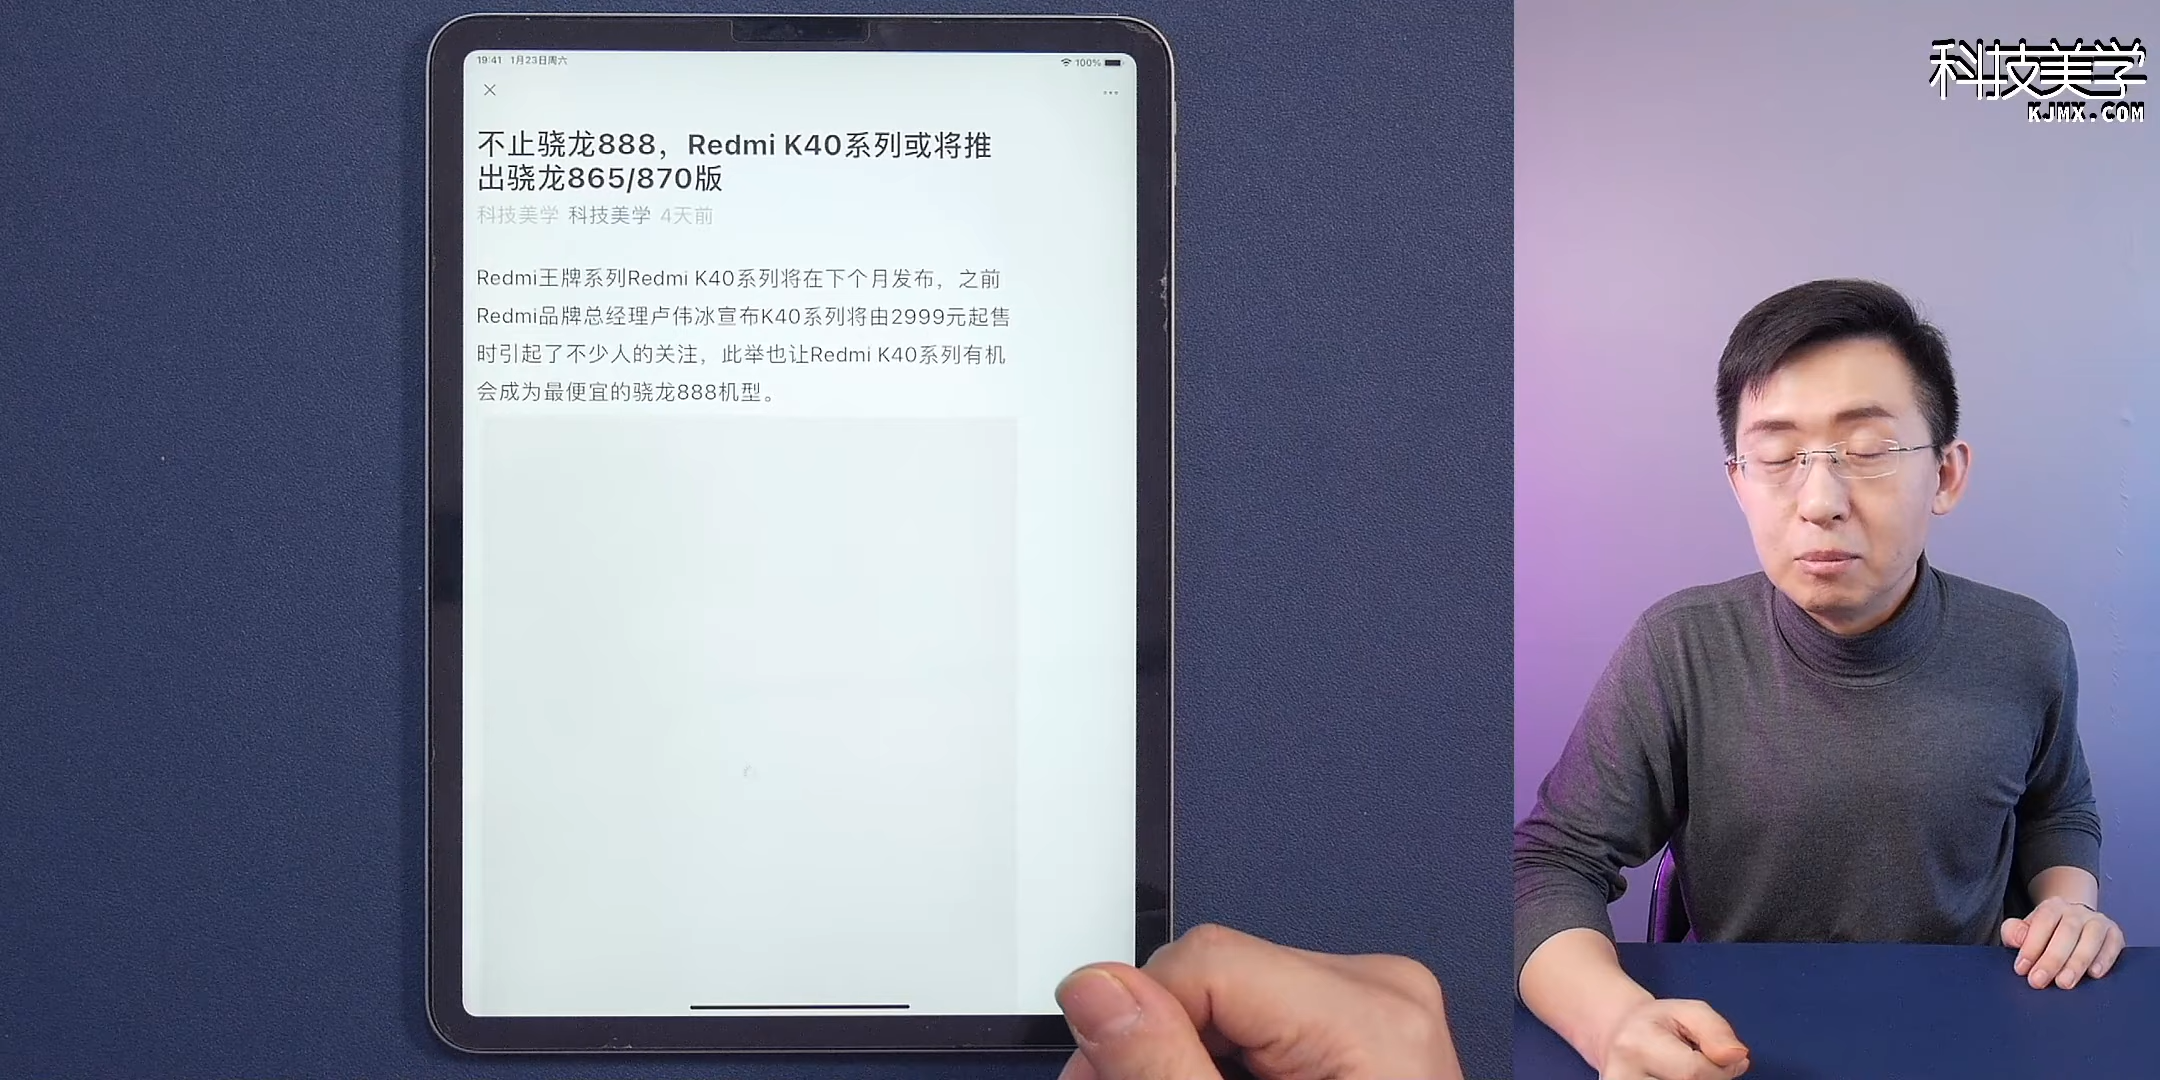 19:41 1月23日周六
100%
不止骁龙888，Redmi K40系列或将推
出骁龙865/870版
科技美学 科技美学 4天前
Redmi王牌系列Redmi K40系列将在下个月发布，之前
Redmi品牌总经理卢伟冰宣布K40系列将由2999元起售
时引起了不少人的关注，此举也让Redmi K40系列有机
会成为最便宜的骁龙888机型。
科技美学
KJMX.COM